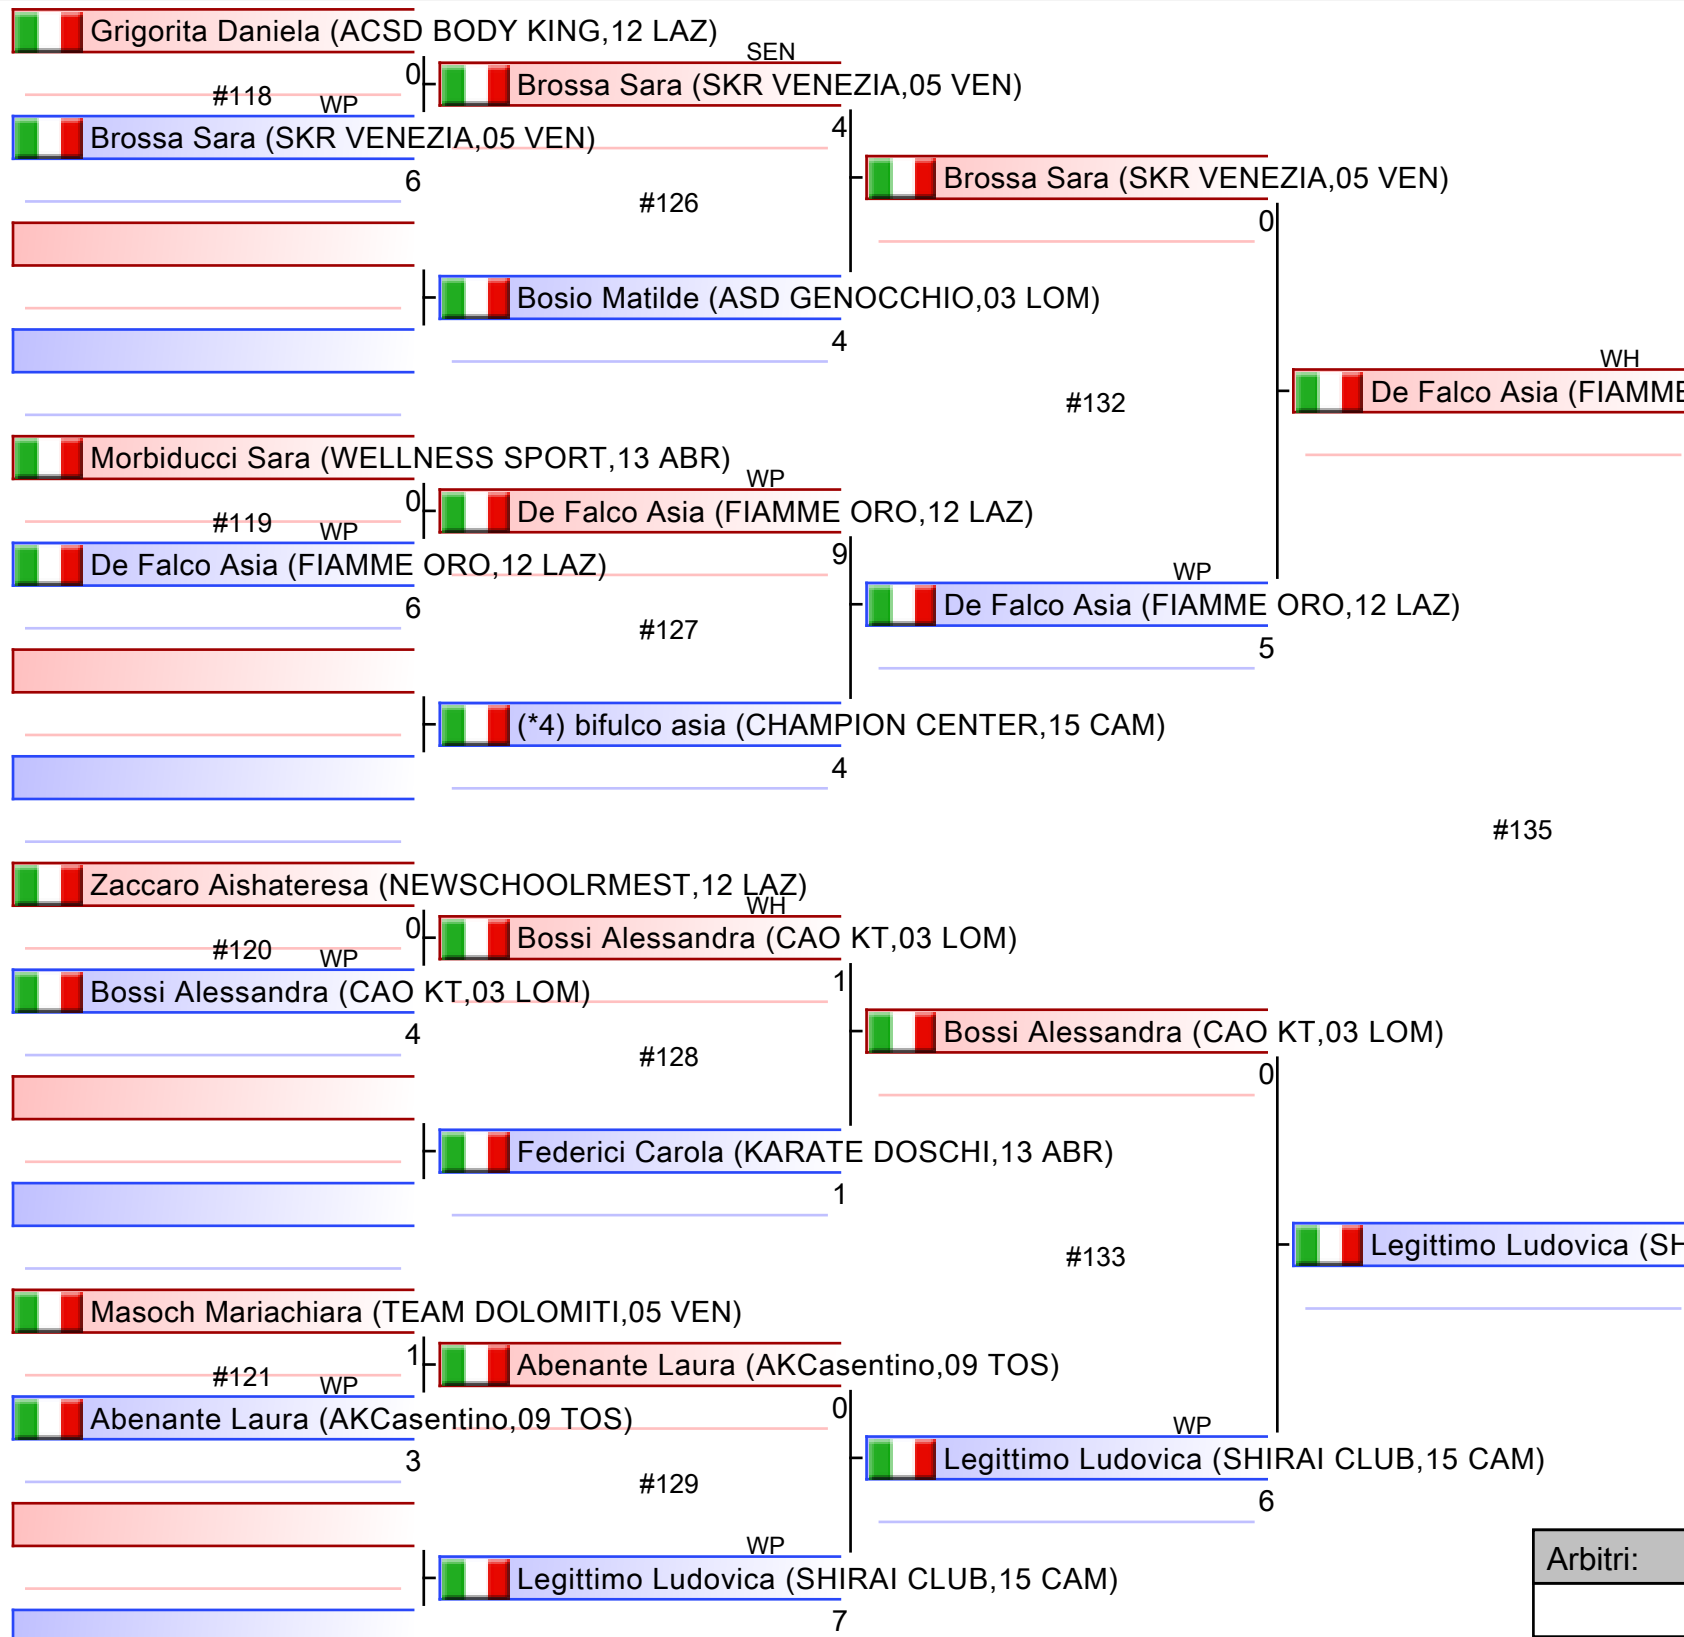 Grigorita Daniela (ACSD BODY KING,12 LAZ)
0
#118
WP
Brossa Sara (SKR VENEZIA,05 VEN)
6
Morbiducci Sara (WELLNESS SPORT,13 ABR)
0
#119
WP
De Falco Asia (FIAMME ORO,12 LAZ)
6
Zaccaro Aishateresa (NEWSCHOOLRMEST,12 LAZ)
0
#120
WP
Bossi Alessandra (CAO KT,03 LOM)
4
Masoch Mariachiara (TEAM DOLOMITI,05 VEN)
1
#121
WP
Abenante Laura (AKCasentino,09 TOS)
3
SEN
Brossa Sara (SKR VENEZIA,05 VEN)
4
#126
Bosio Matilde (ASD GENOCCHIO,03 LOM)
4
WP
De Falco Asia (FIAMME ORO,12 LAZ)
9
#127
(*4) bifulco asia (CHAMPION CENTER,15 CAM)
4
WH
Bossi Alessandra (CAO KT,03 LOM)
1
#128
Federici Carola (KARATE DOSCHI,13 ABR)
1
Abenante Laura (AKCasentino,09 TOS)
0
#129
WP
Legittimo Ludovica (SHIRAI CLUB,15 CAM)
7
Brossa Sara (SKR VENEZIA,05 VEN)
0
#132
WP
De Falco Asia (FIAMME ORO,12 LAZ)
5
Bossi Alessandra (CAO KT,03 LOM)
0
#133
WP
Legittimo Ludovica (SHIRAI CLUB,15 CAM)
6
WH
De Falco Asia (FIAMME
#135
Legittimo Ludovica (SH
Arbitri: